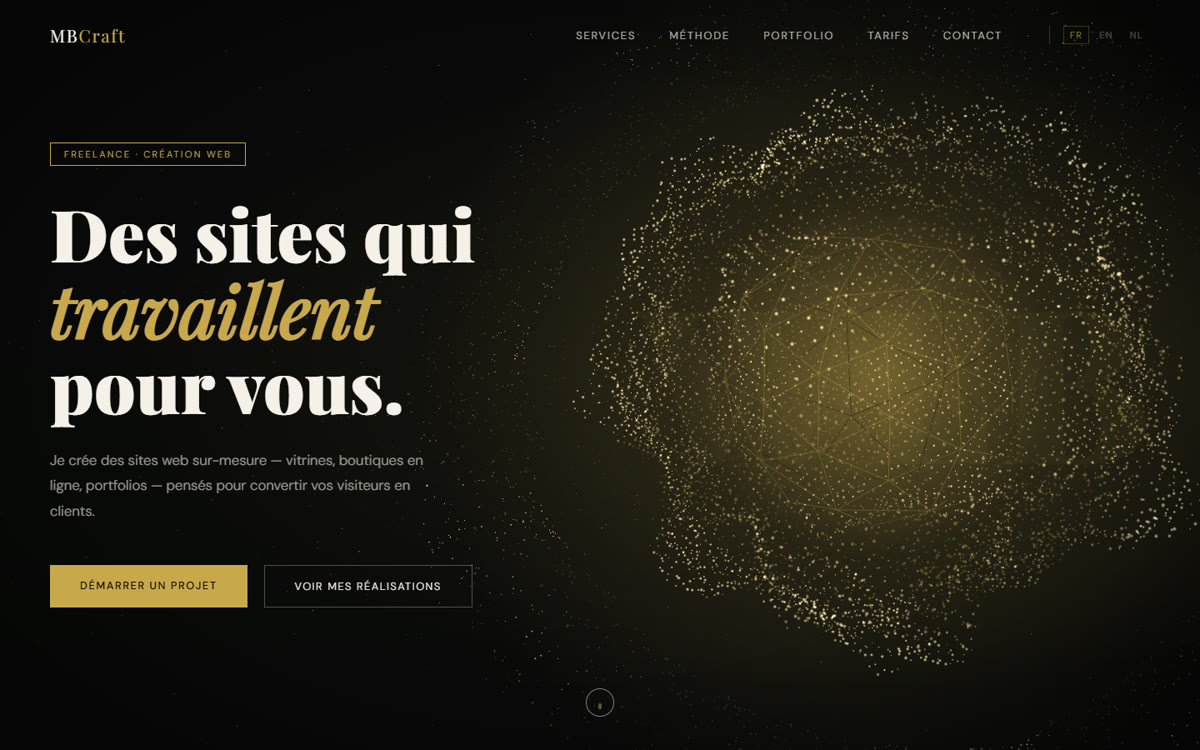 MBCraft
SERVICES MÉTHODE PORTFOLIO TARIFS CONTACT FR EN NL
FREELANCE · CRÉATION WEB
Des sites qui
travaillent
pour vous.
Je crée des sites web sur-mesure — vitrines, boutiques en
ligne, portfolios — pensés pour convertir vos visiteurs en
clients.
DÉMARRER UN PROJET
VOIR MES RÉALISATIONS